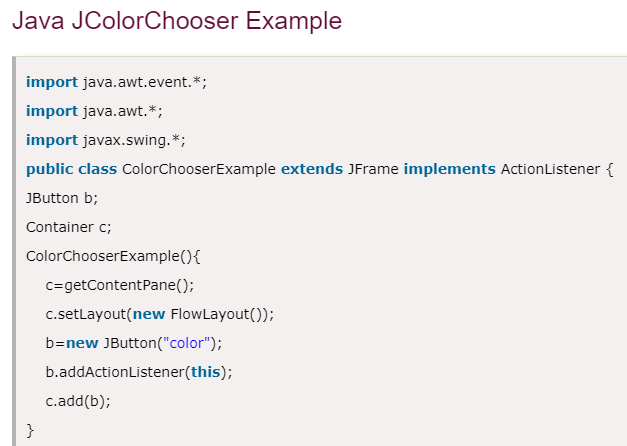 Java JColorChooser Example
import java.awt.event.*;
import java.awt.*;
import javax.swing.*;
public class ColorChooserExample extends JFrame implements ActionListener {
JButton b;
Container c;
ColorChooserExample(){
c=getContentPane();
c.setLayout(new FlowLayout());
b=new JButton("color");
b.addActionListener(this);
c.add(b);
}